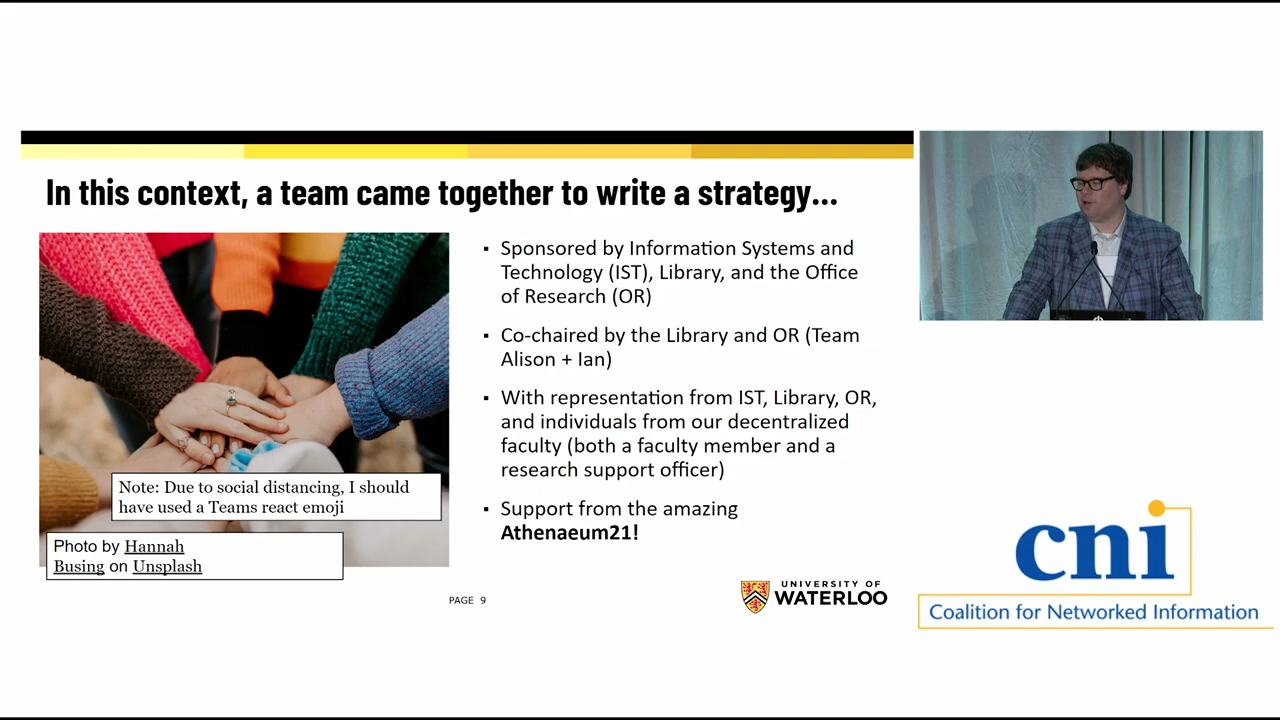 In this context, a team came together to write a strategy...
▪ Sponsored by Information Systems and
Technology (IST), Library, and the Office
of Research (OR)
▪ Co-chaired by the Library and OR (Team
Alison + Ian)
▪ With representation from IST, Library, OR,
and individuals from our decentralized
faculty (both a faculty member and a
research support officer)
▪ Support from the amazing
Athenaeum21!
Note: Due to social distancing, I should
have used a Teams react emoji
Photo by Hannah
Busing on Unsplash
PAGE 9
UNIVERSITY OF
WATERLOO
cni
Coalition for Networked Information